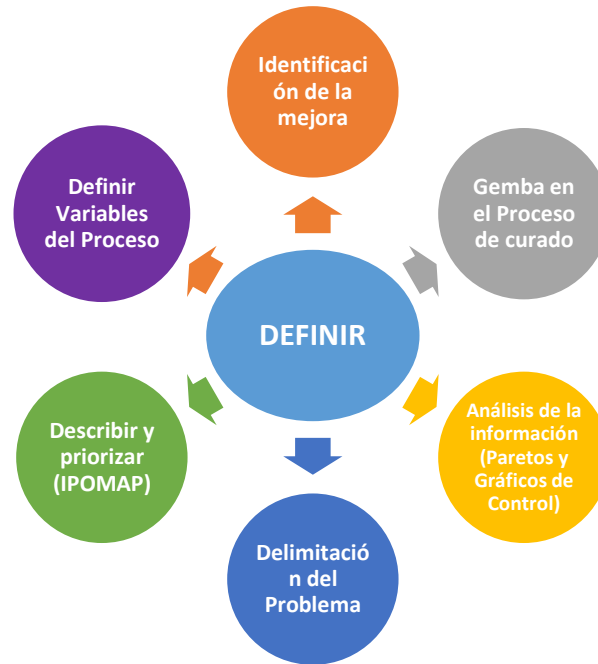 Identificaci
ón de la
mejora
Gemba en
el Proceso
de curado
Análisis de la
información
(Paretos y
Gráficos de
Control)
Delimitació
n del
Problema
Describir y
priorizar
(IPOMAP)
Definir
Variables
del Proceso
DEFINIR